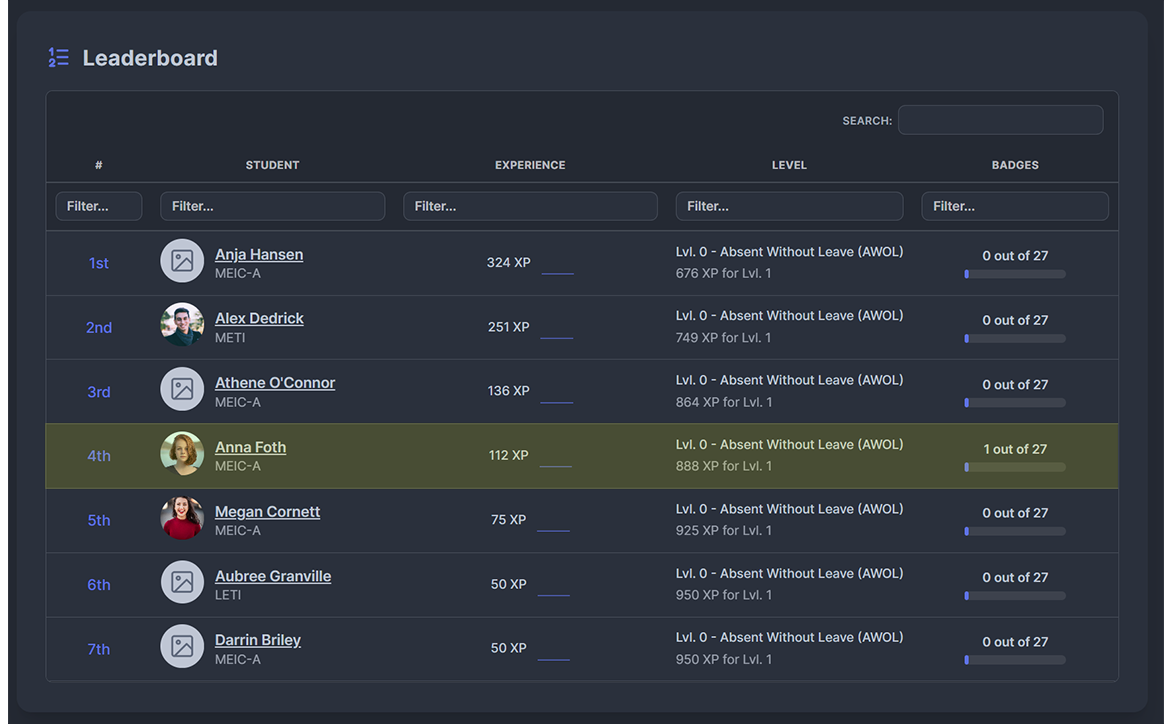 1
2
Leaderboard
SEARCH:
# STUDENT EXPERIENCE LEVEL BADGES
Filter... Filter... Filter... Filter... Filter...
1st Anja Hansen 324 XP Lvl. 0 - Absent Without Leave (AWOL) 0 out of 27
MEIC-A 676 XP for Lvl. 1
2nd Alex Dedrick 251 XP Lvl. 0 - Absent Without Leave (AWOL) 0 out of 27
METI 749 XP for Lvl. 1
3rd Athene O'Connor 136 XP Lvl. 0 - Absent Without Leave (AWOL) 0 out of 27
MEIC-A 864 XP for Lvl. 1
4th Anna Foth 112 XP Lvl. 0 - Absent Without Leave (AWOL) 1 out of 27
MEIC-A 888 XP for Lvl. 1
5th Megan Cornett 75 XP Lvl. 0 - Absent Without Leave (AWOL) 0 out of 27
MEIC-A 925 XP for Lvl. 1
6th Aubree Granville 50 XP Lvl. 0 - Absent Without Leave (AWOL) 0 out of 27
LETI 950 XP for Lvl. 1
7th Darrin Briley 50 XP Lvl. 0 - Absent Without Leave (AWOL) 0 out of 27
MEIC-A 950 XP for Lvl. 1